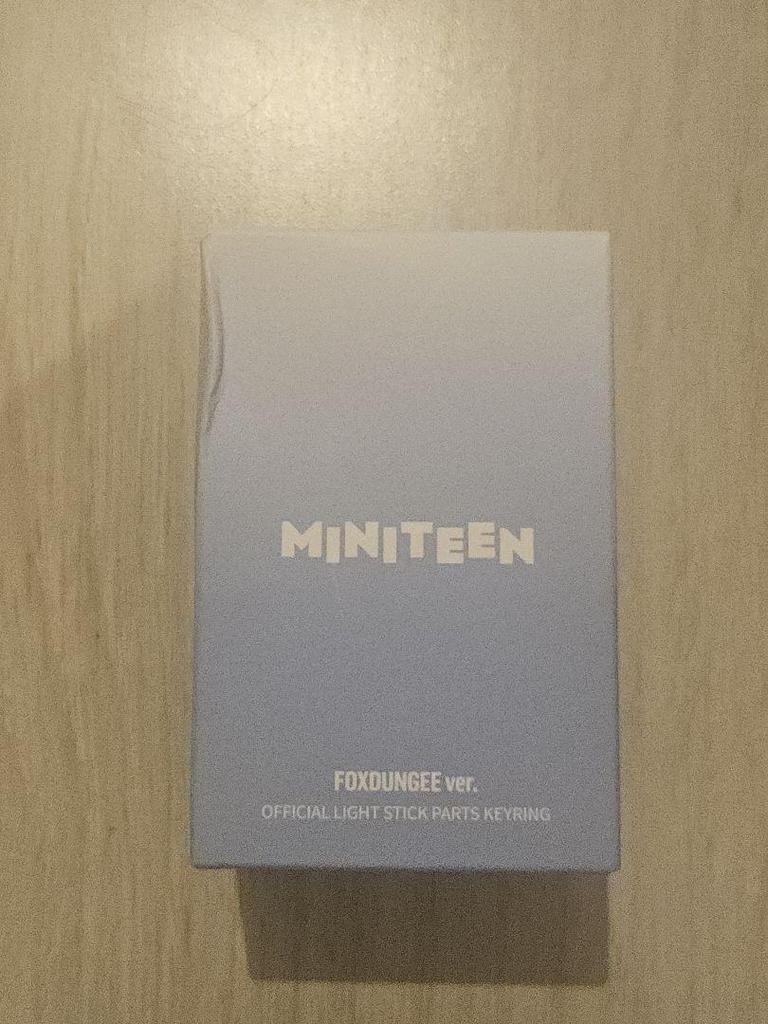 MINITEEN
FOXDUNGEE ver.
OFFICIAL LIGHT STICK PARTS KEYRING